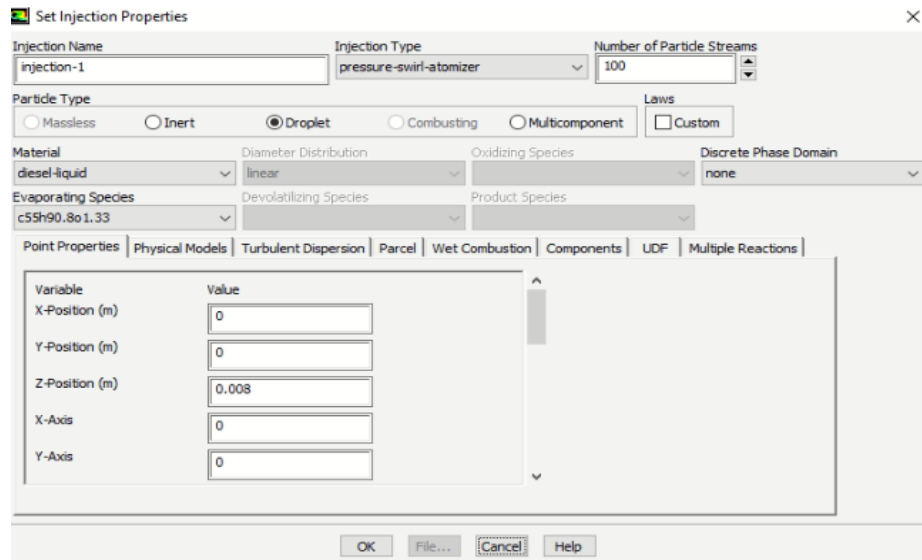 Set Injection Properties
Injection Name
Injection Type
Number of Particle Streams
injection-1
pressure-swirl-atomizer
100
Particle Type
Laws
Massless
Inert
Droplet
Combusting
Multicomponent
Custom
Material
Diameter Distribution
Oxidizing Species
Discrete Phase Domain
diesel-liquid
linear
none
Evaporating Species
Devolatilizing Species
Product Species
c55h90.8o1.33
Point Properties
Physical Models
Turbulent Dispersion
Parcel
Wet Combustion
Components
UDF
Multiple Reactions
Variable
Value
X-Position (m)
0
Y-Position (m)
0
Z-Position (m)
0.008
X-Axis
0
Y-Axis
0
OK
File...
Cancel
Help